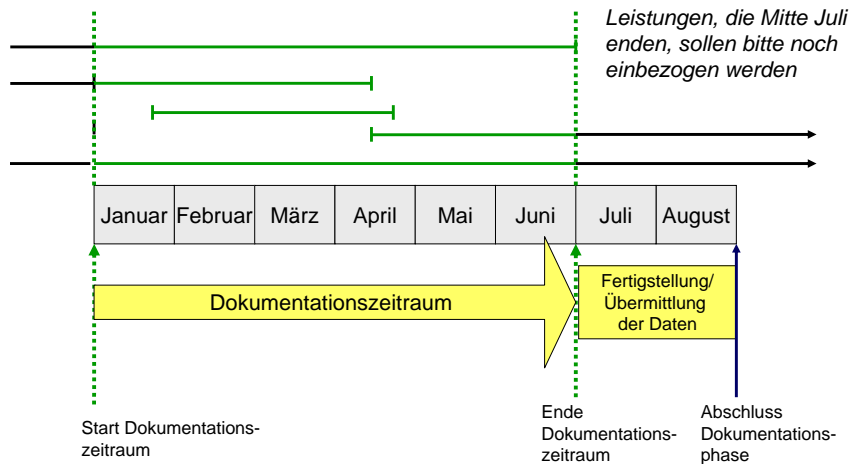 Leistungen, die Mitte Juli
enden, sollen bitte noch
einbezogen werden
Januar Februar März April Mai Juni Juli August
Dokumentationszeitraum
Fertigstellung/
Übermittlung
der Daten
Start Dokumentations-
zeitraum
Ende
Dokumentations-
zeitraum
Abschluss
Dokumentations-
phase